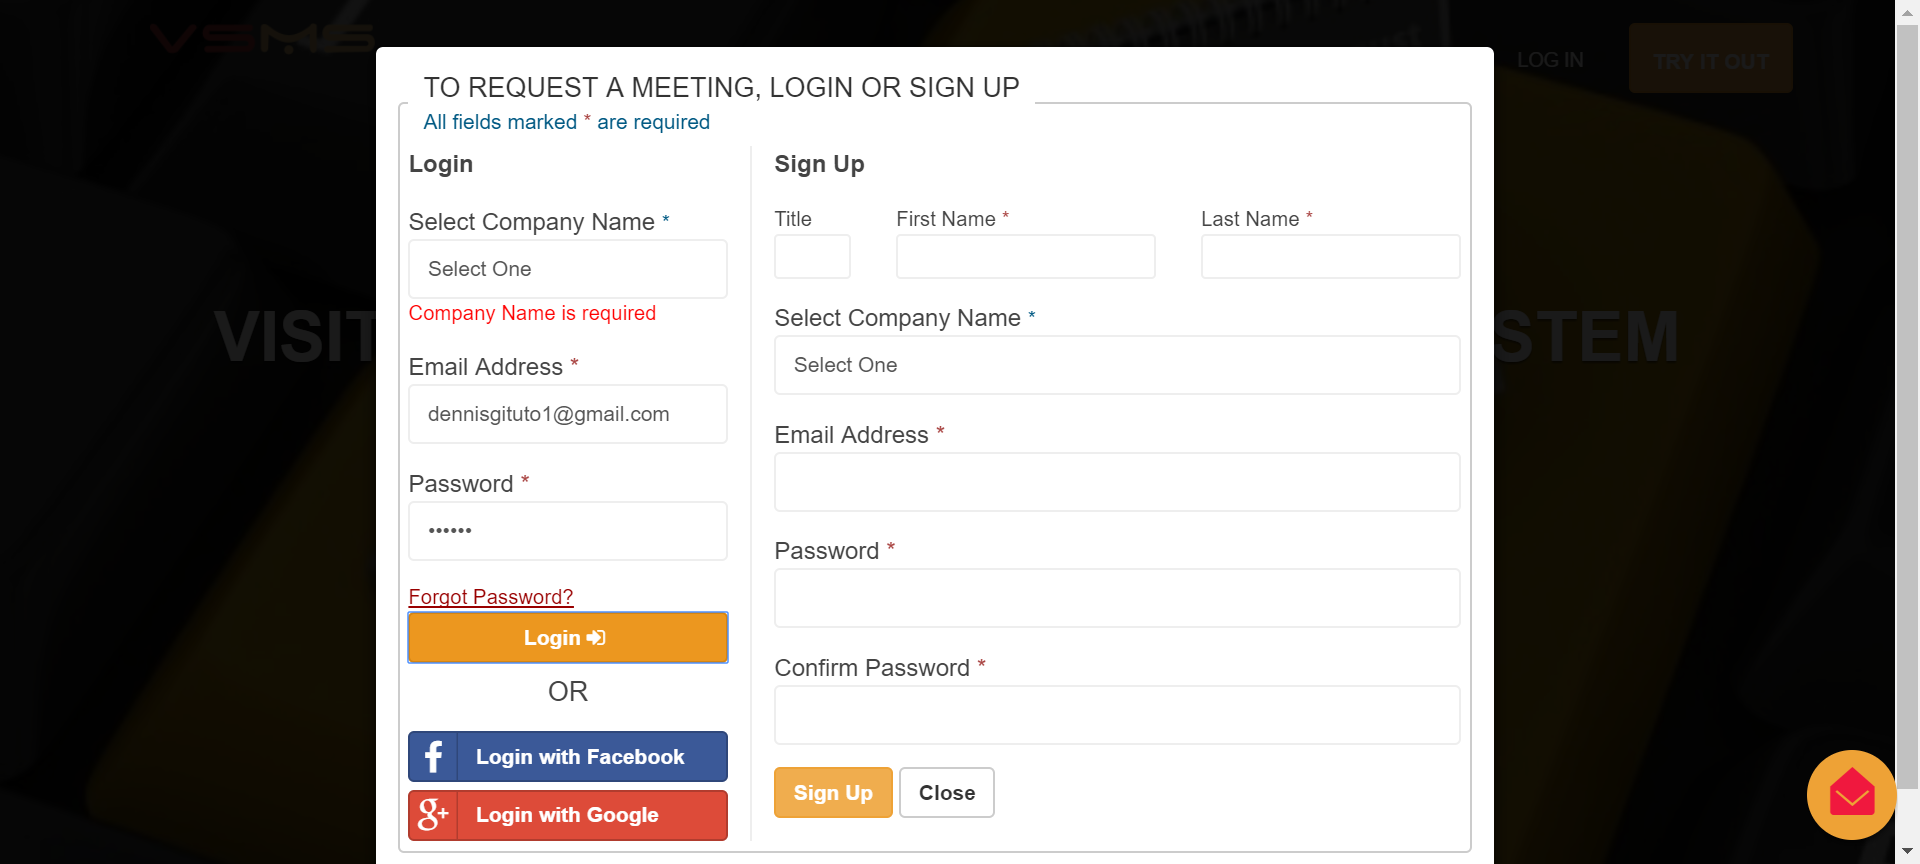 VSMS
LOG IN
TRY IT OUT
TO REQUEST A MEETING, LOGIN OR SIGN UP
All fields marked * are required
Login
Select Company Name *
Select One
Company Name is required
Email Address *
dennisgituto1@gmail.com
Password *
••••••
Forgot Password?
Login
OR
f Login with Facebook
g+ Login with Google
Sign Up
Title First Name * Last Name *
Select Company Name *
Select One
Email Address *
Password *
Confirm Password *
Sign Up Close
VISIT
STEM